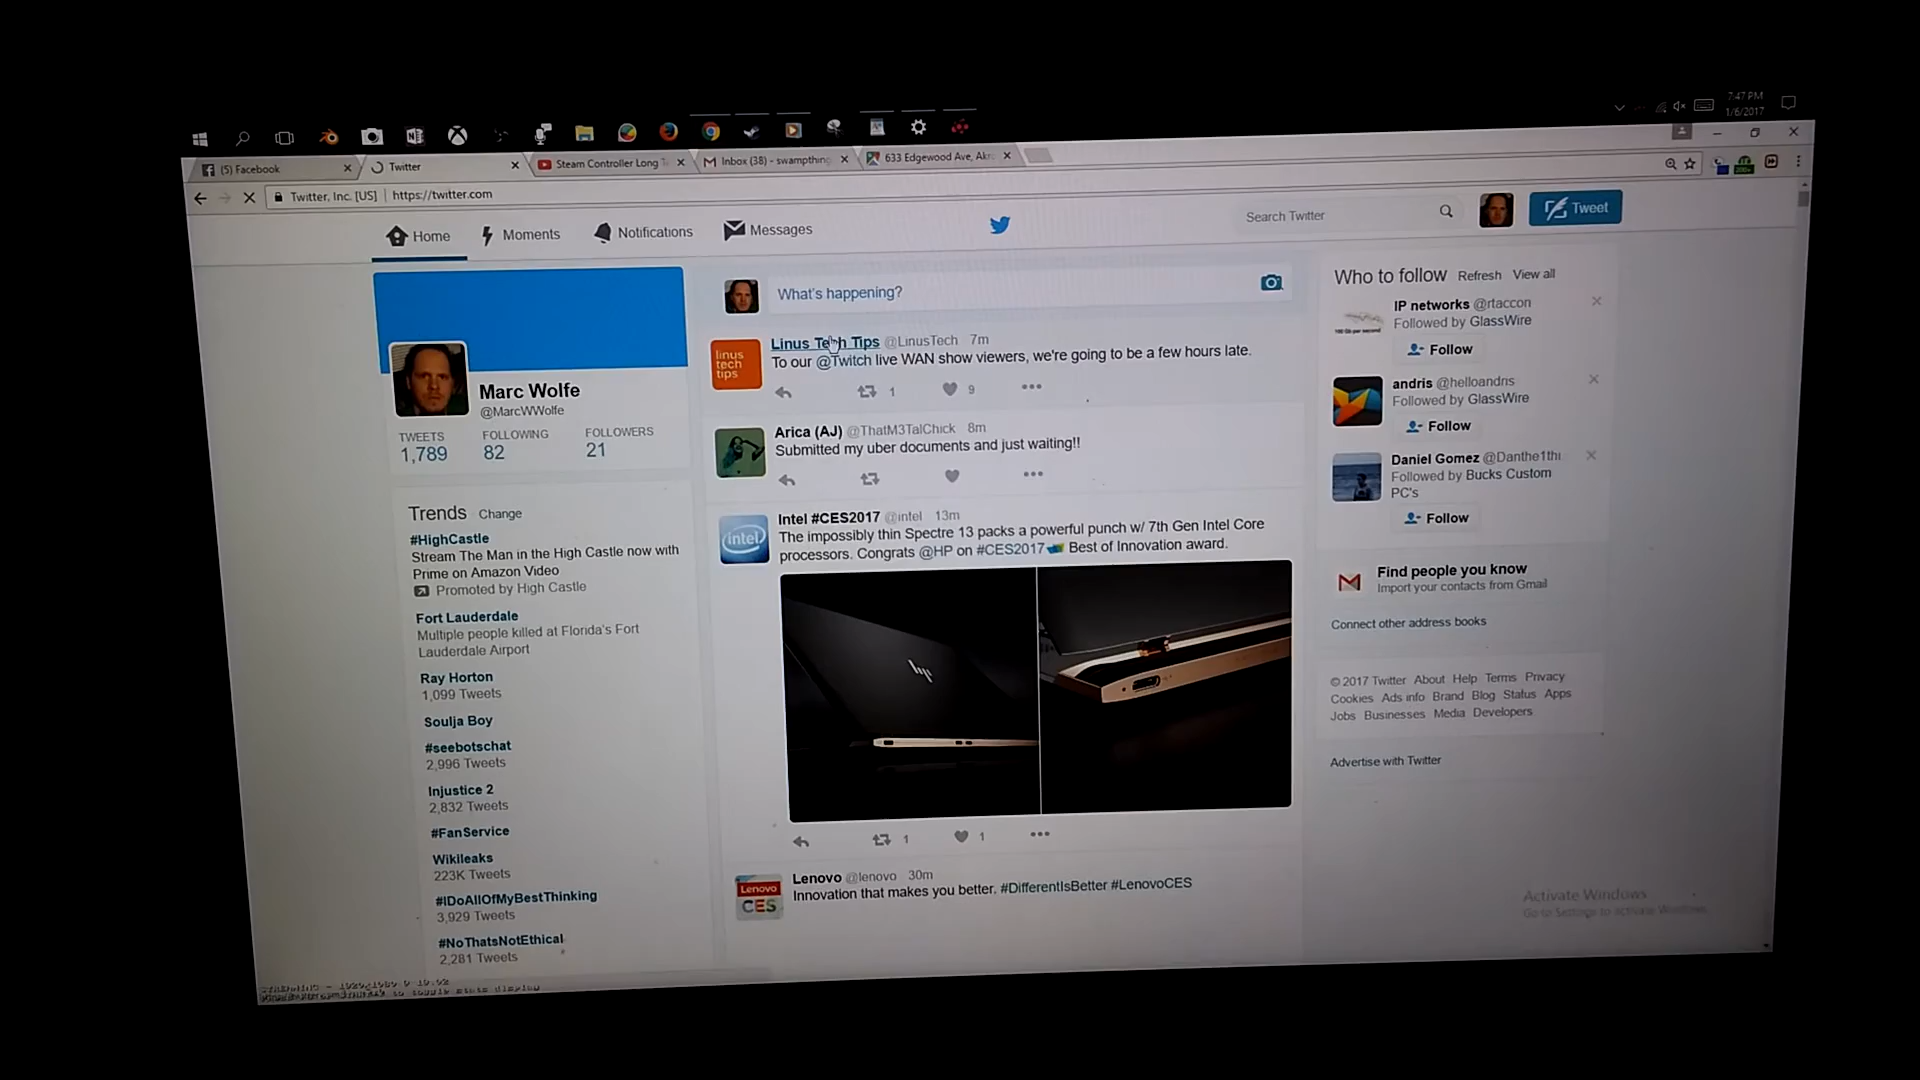 7:47 PM
1/6/2017
(5) Facebook
Twitter
Steam Controller Long T
Inbox (38) - swampthing
633 Edgewood Ave, Akr
Twitter, Inc. [US] https://twitter.com
Home
Moments
Notifications
Messages
Search Twitter
Tweet
Marc Wolfe
@MarcWWolfe
TWEETS FOLLOWING FOLLOWERS
1,789 82 21
Trends Change
#HighCastle
Stream The Man in the High Castle now with
Prime on Amazon Video
Promoted by High Castle
Fort Lauderdale
Multiple people killed at Florida's Fort
Lauderdale Airport
Ray Horton
1,099 Tweets
Soulja Boy
#seebotschat
2,996 Tweets
Injustice 2
2,832 Tweets
#FanService
Wikileaks
223K Tweets
#IDoAllOfMyBestThinking
3,929 Tweets
#NoThatsNotEthical
2,281 Tweets
What's happening?
linus
tech
tips
Linus Tech Tips @LinusTech 7m
To our @Twitch live WAN show viewers, we're going to be a few hours late.
1 9
Arica (AJ) @ThatM3TalChick 8m
Submitted my uber documents and just waiting!!
intel
Intel #CES2017 @intel 13m
The impossibly thin Spectre 13 packs a powerful punch w/ 7th Gen Intel Core
processors. Congrats @HP on #CES2017 Best of Innovation award.
hp
1 1
Lenovo
CES
Lenovo @lenovo 30m
Innovation that makes you better. #DifferentIsBetter #LenovoCES
Who to follow Refresh View all
IP networks @rtaccon
Followed by GlassWire
Follow
andris @helloandris
Followed by GlassWire
Follow
Daniel Gomez @Danthe1thi
Followed by Bucks Custom
PC's
Follow
Find people you know
Import your contacts from Gmail
Connect other address books
© 2017 Twitter About Help Terms Privacy
Cookies Ads info Brand Blog Status Apps
Jobs Businesses Media Developers
Advertise with Twitter
Activate Windows
Go to Settings to activate Windows.
to toggle stats display